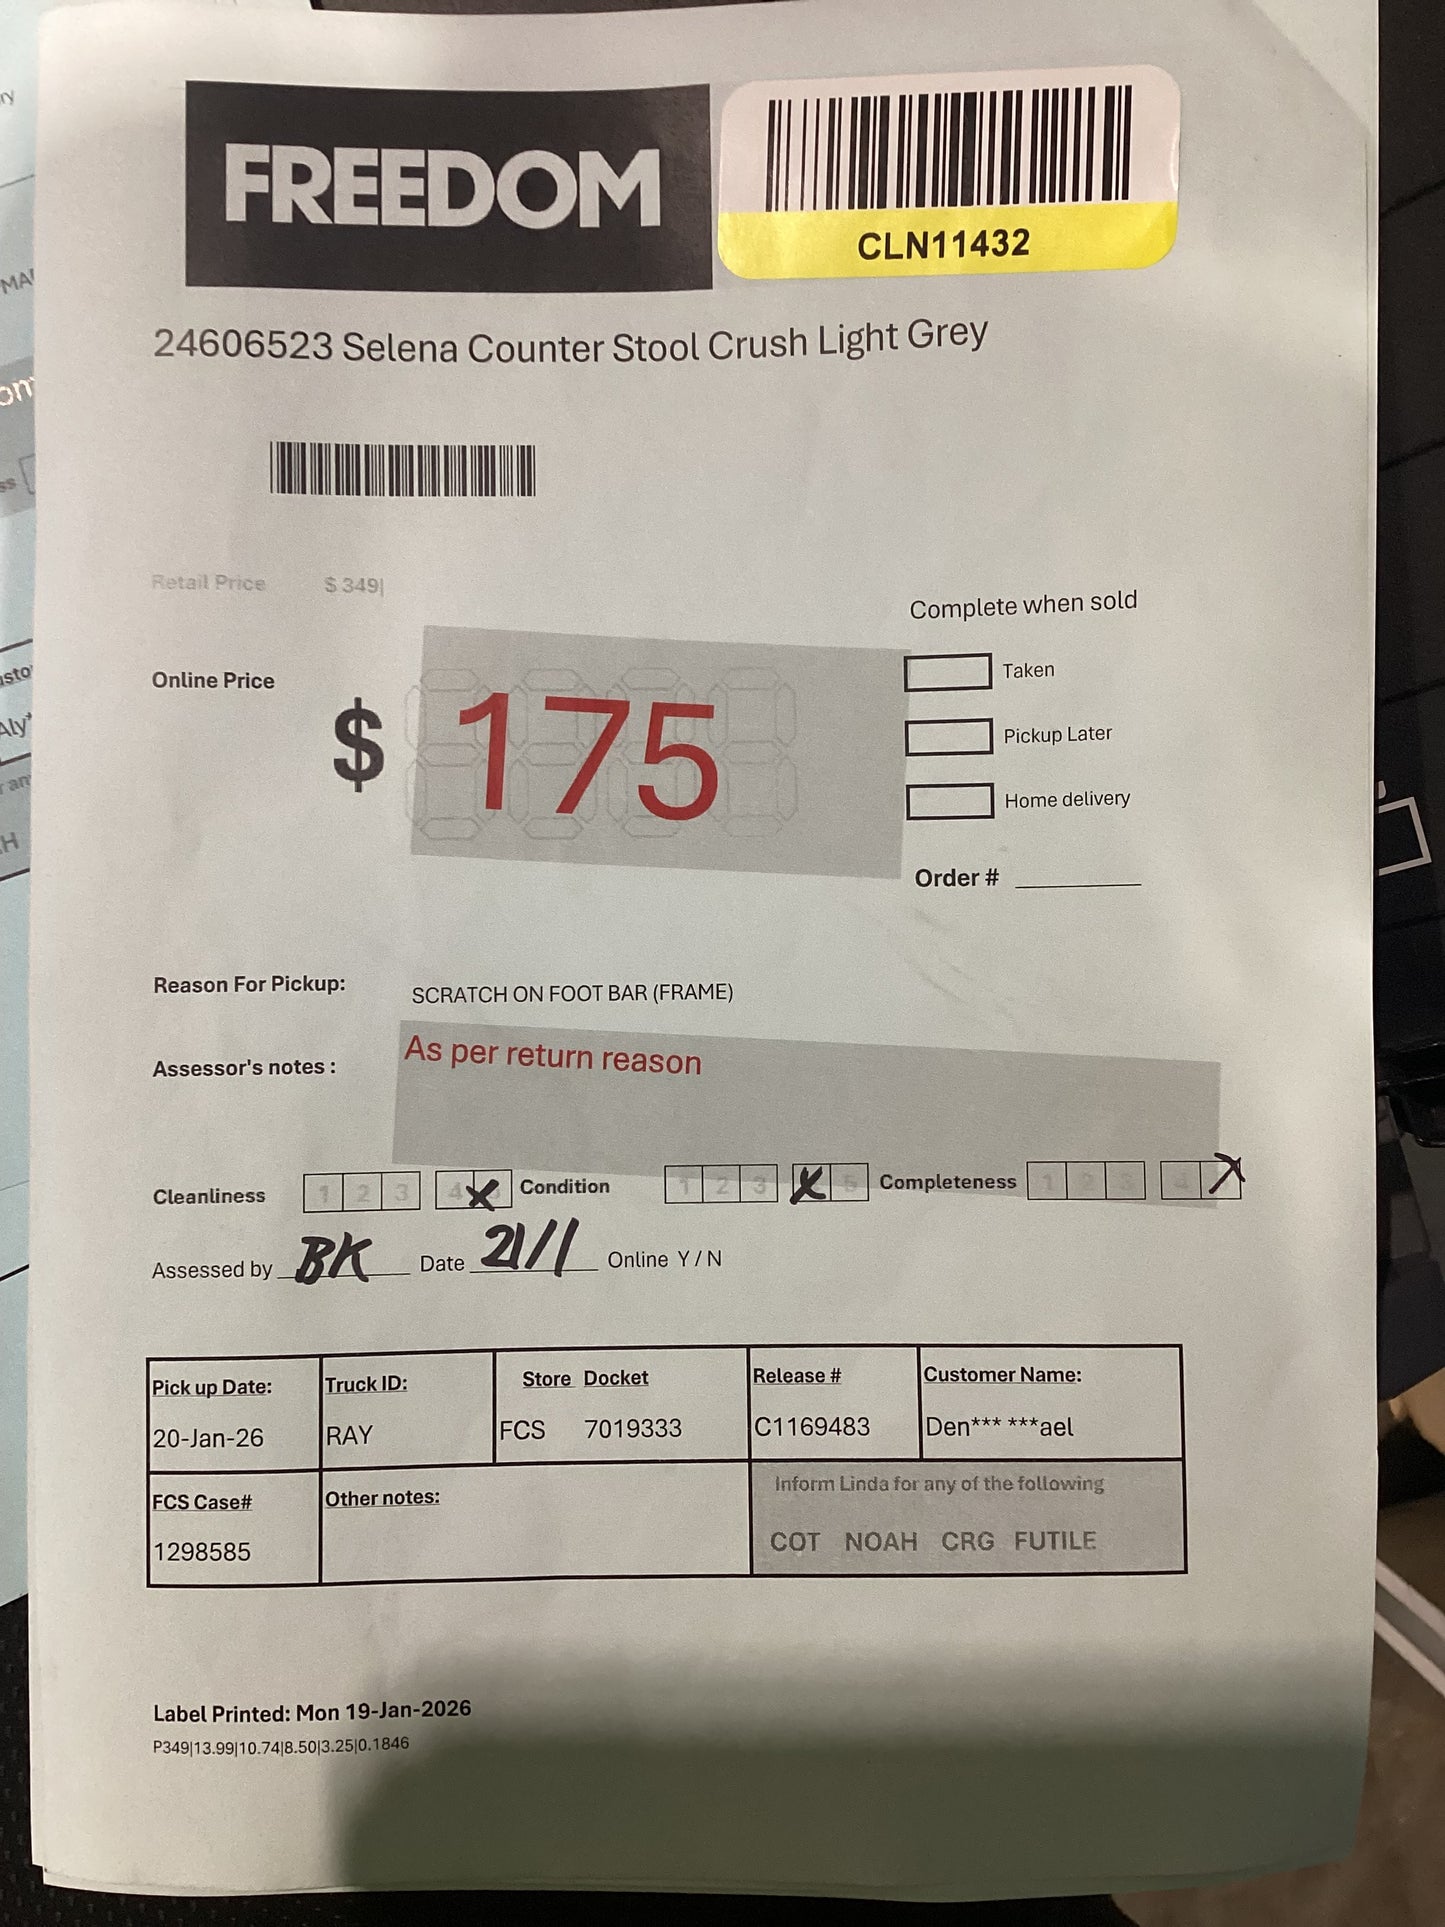 FREEDOM
CLN11432
24606523 Selena Counter Stool Crush Light Grey
Retail Price $ 349|
Complete when sold
Online Price
$ 175
Taken
Pickup Later
Home delivery
Order #
Reason For Pickup: SCRATCH ON FOOT BAR (FRAME)
Assessor's notes : As per return reason
Cleanliness 1 2 3 4 Condition 1 2 3 5 Completeness 1 2 3 4
Assessed by BK Date 21/1 Online Y / N
Pick up Date: Truck ID: Store Docket Release # Customer Name:
20-Jan-26 RAY FCS 7019333 C1169483 Den*** ***ael
FCS Case# Other notes: Inform Linda for any of the following
1298585 COT NOAH CRG FUTILE
Label Printed: Mon 19-Jan-2026
P349|13.99|10.74|8.50|3.25|0.1846